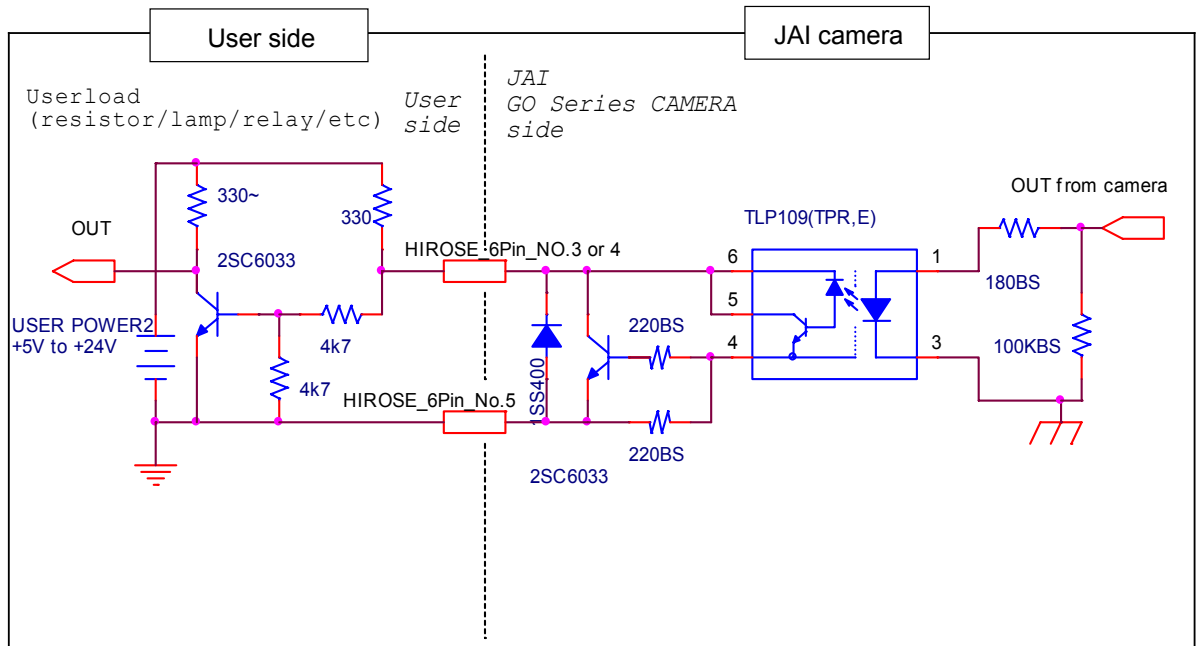 User side
JAI camera
Userload
(resistor/lamp/relay/etc)
User
side
JAI
GO Series CAMERA
side
330~
330
OUT
2SC6033
USER POWER2
+5V to +24V
4k7
4k7
HIROSE_6Pin_NO.3 or 4
HIROSE_6Pin_No.5
1SS400
220BS
220BS
2SC6033
TLP109(TPR,E)
6
5
4
1
3
OUT from camera
180BS
100KBS